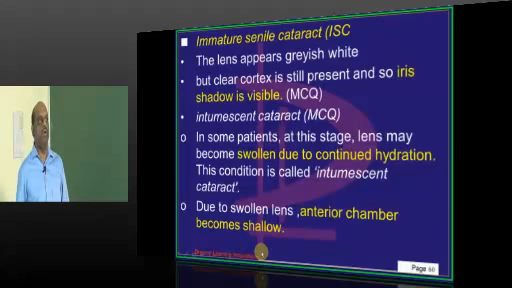 Immature senile cataract (ISC
The lens appears greyish white
but clear cortex is still present and so iris
shadow is visible. (MCQ)
intumescent cataract (MCQ)
In some patients, at this stage, lens may
become swollen due to continued hydration.
This condition is called 'intumescent
cataract'.
Due to swollen lens ,anterior chamber
becomes shallow.
Page 60